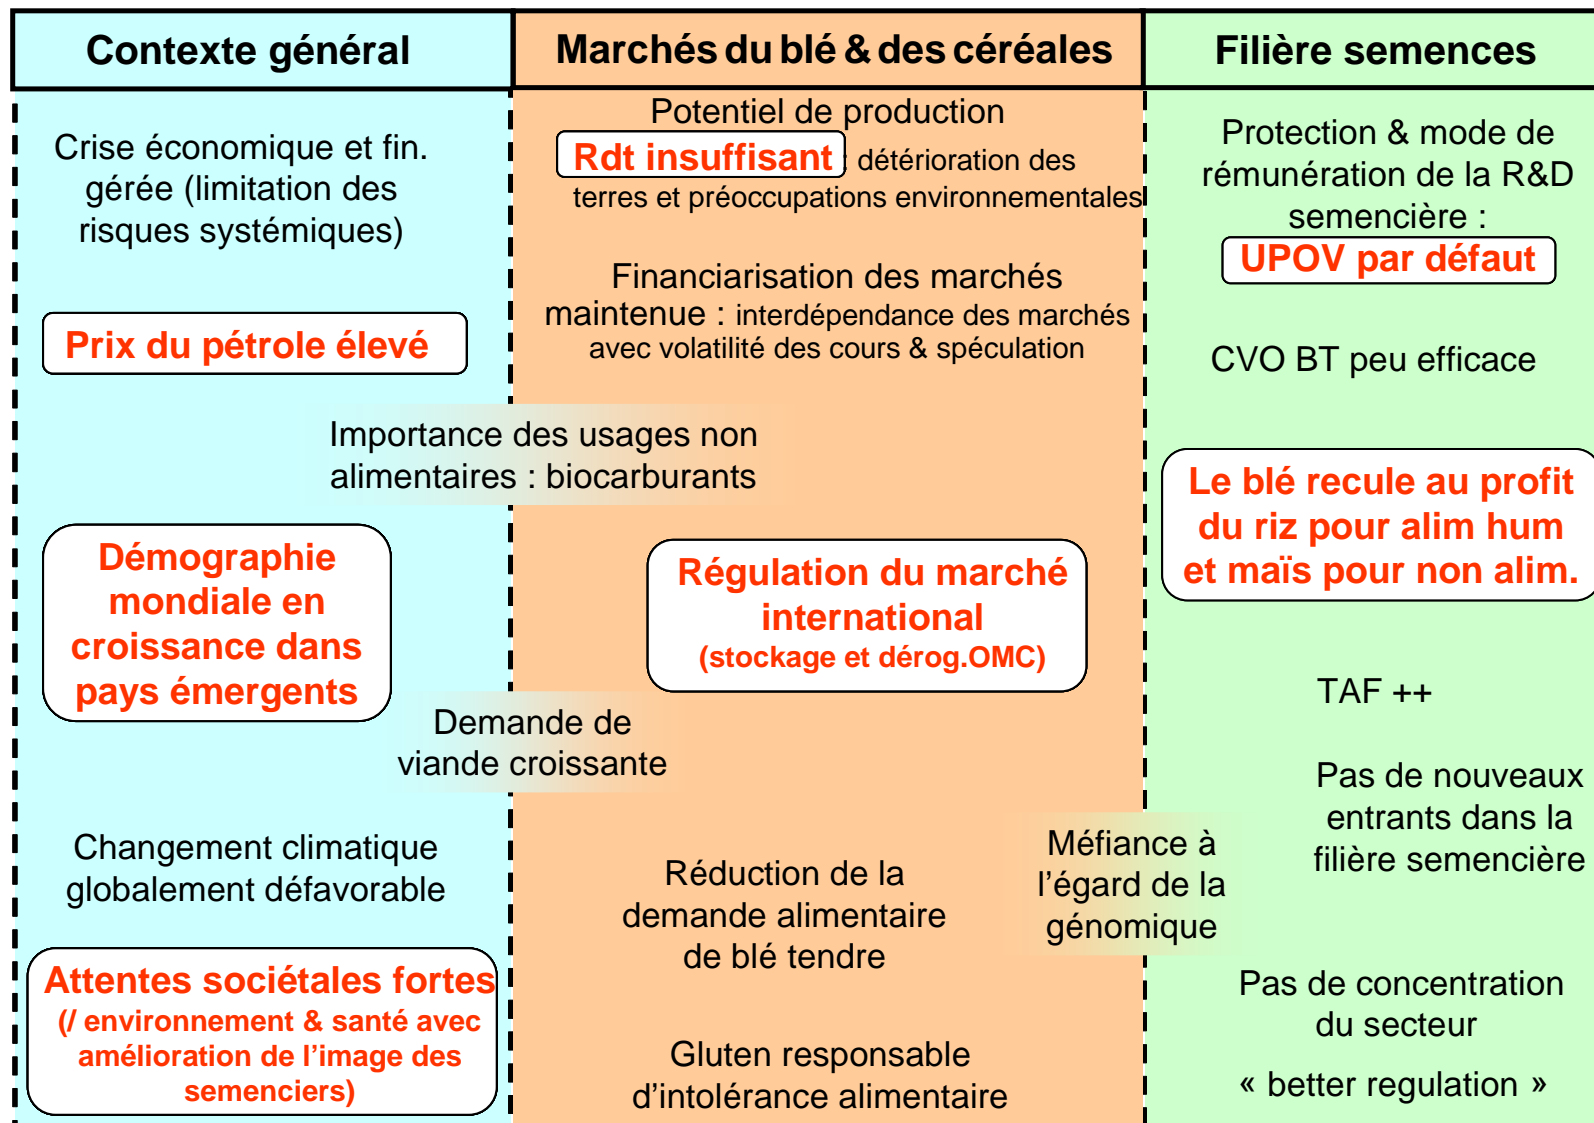 Contexte général
Crise économique et fin.
gérée (limitation des
risques systémiques)
Prix du pétrole élevé
Importance des usages non
alimentaires : biocarburants
Démographie
mondiale en
croissance dans
pays émergents
Demande de
viande croissante
Changement climatique
globalement défavorable
Attentes sociétales fortes
(/ environnement & santé avec
amélioration de l'image des
semenciers)
Marchés du blé & des céréales
Potentiel de production
Rdt insuffisant : détérioration des
terres et préoccupations environnementales
Financiarisation des marchés
maintenue : interdépendance des marchés
avec volatilité des cours & spéculation
Régulation du marché
international
(stockage et dérog.OMC)
Réduction de la
demande alimentaire
de blé tendre
Gluten responsable
d'intolérance alimentaire
Méfiance à
l'égard de la
génomique
Filière semences
Protection & mode de
rémunération de la R&D
semencière :
UPOV par défaut
CVO BT peu efficace
Le blé recule au profit
du riz pour alim hum
et maïs pour non alim.
TAF ++
Pas de nouveaux
entrants dans la
filière semencière
Pas de concentration
du secteur
« better regulation »